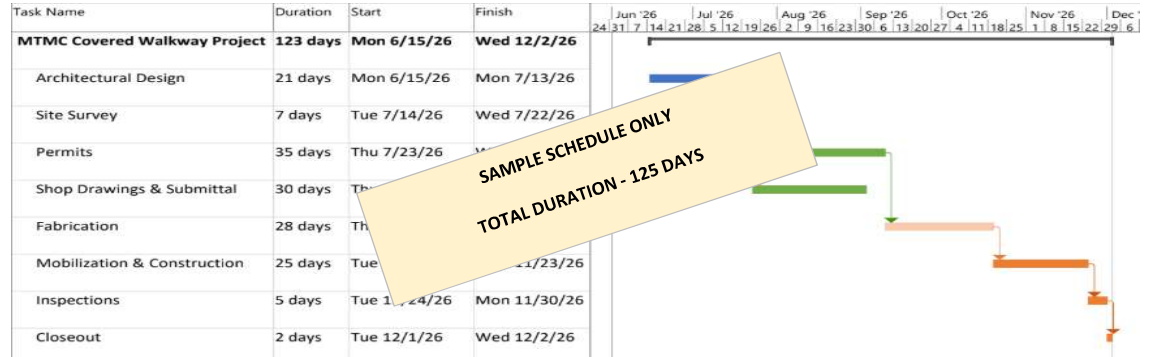 Task Name Duration Start Finish Jun '26 Jul '26 Aug '26 Sep '26 Oct '26 Nov '26 Dec '
24 31 7 14 21 28 5 12 19 26 2 9 16 23 30 6 13 20 27 4 11 18 25 1 8 15 22 29 6
MTMC Covered Walkway Project 123 days Mon 6/15/26 Wed 12/2/26
Architectural Design 21 days Mon 6/15/26 Mon 7/13/26
Site Survey 7 days Tue 7/14/26 Wed 7/22/26
Permits 35 days Thu 7/23/26
Shop Drawings & Submittal 30 days
Fabrication 28 days
Mobilization & Construction 25 days Tue /23/26
Inspections 5 days Tue 24/26 Mon 11/30/26
Closeout 2 days Tue 12/1/26 Wed 12/2/26
SAMPLE SCHEDULE ONLY
TOTAL DURATION - 125 DAYS